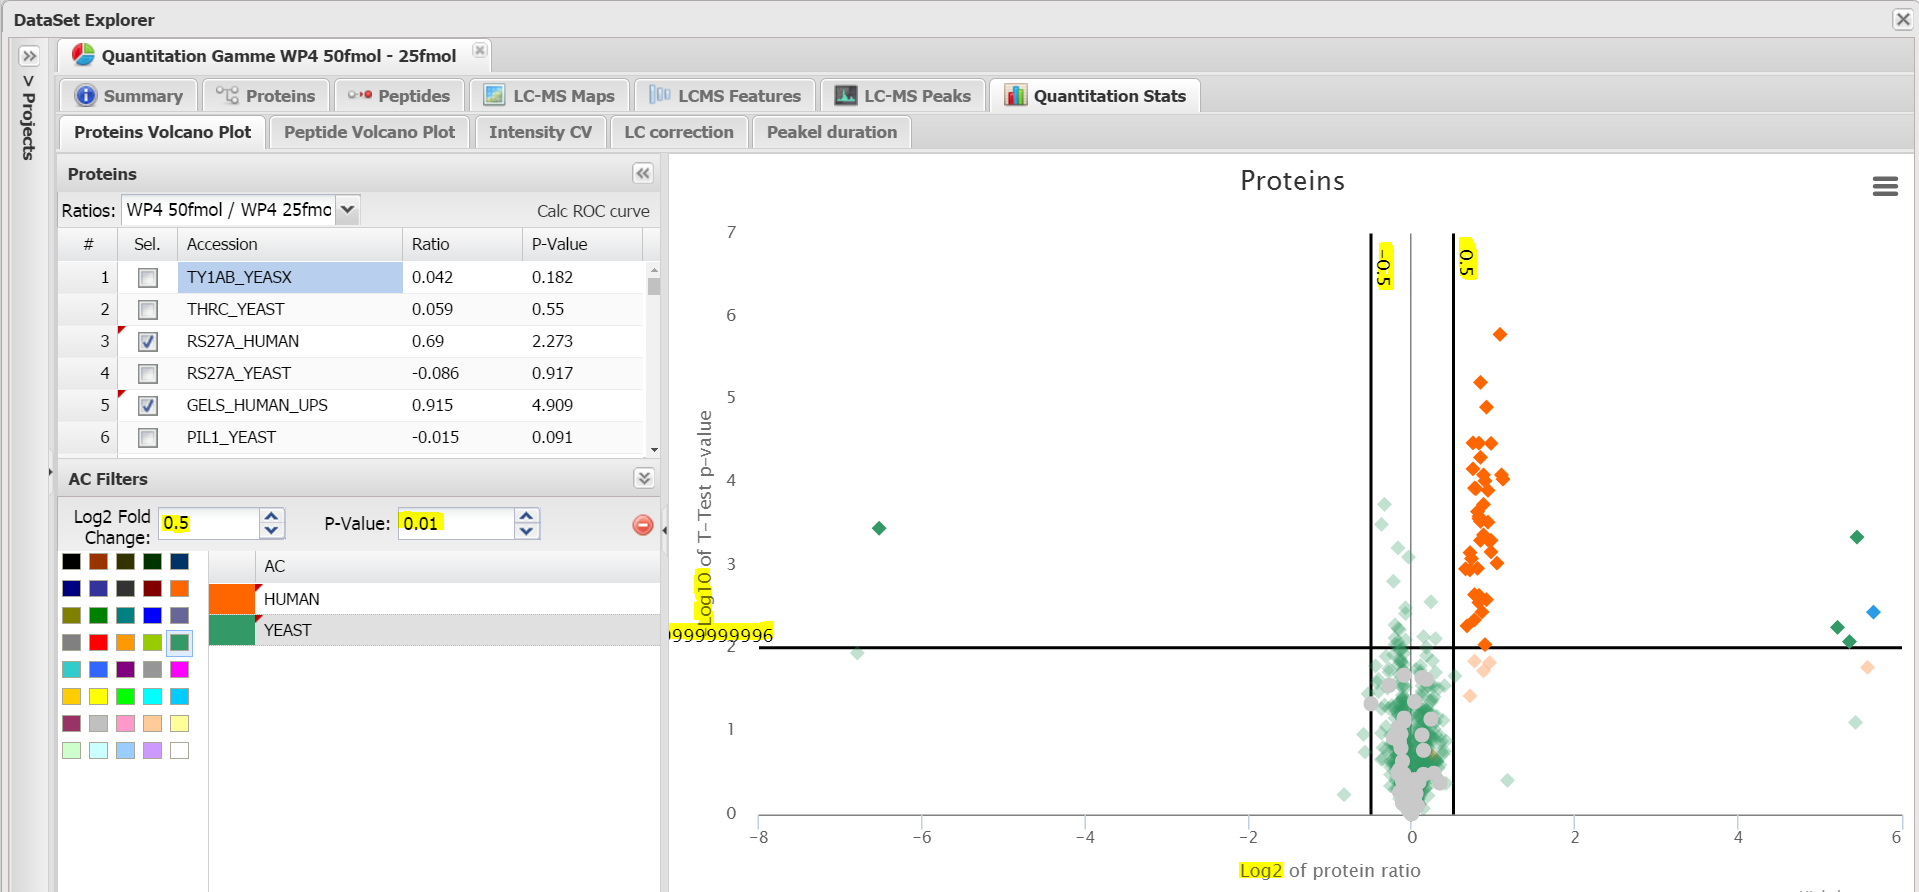 DataSet Explorer
> Projects
Quantitation Gamme WP4 50fmol - 25fmol
Summary
Proteins
Peptides
LC-MS Maps
LCMS Features
LC-MS Peaks
Quantitation Stats
Proteins Volcano Plot
Peptide Volcano Plot
Intensity CV
LC correction
Peakel duration
Proteins
Ratios: WP4 50fmol / WP4 25fmo
Calc ROC curve
# Sel. Accession Ratio P-Value
1 TY1AB_YEASX 0.042 0.182
2 THRC_YEAST 0.059 0.55
3 RS27A_HUMAN 0.69 2.273
4 RS27A_YEAST -0.086 0.917
5 GELS_HUMAN_UPS 0.915 4.909
6 PIL1_YEAST -0.015 0.091
AC Filters
Log2 Fold
Change: 0.5
P-Value: 0.01
AC
HUMAN
YEAST
Proteins
7
6
5
4
3
2
1
0
-0.5
0.5
Log10 of T-Test p-value
9999999996
-8 -6 -4 -2 0 2 4 6
Log2 of protein ratio